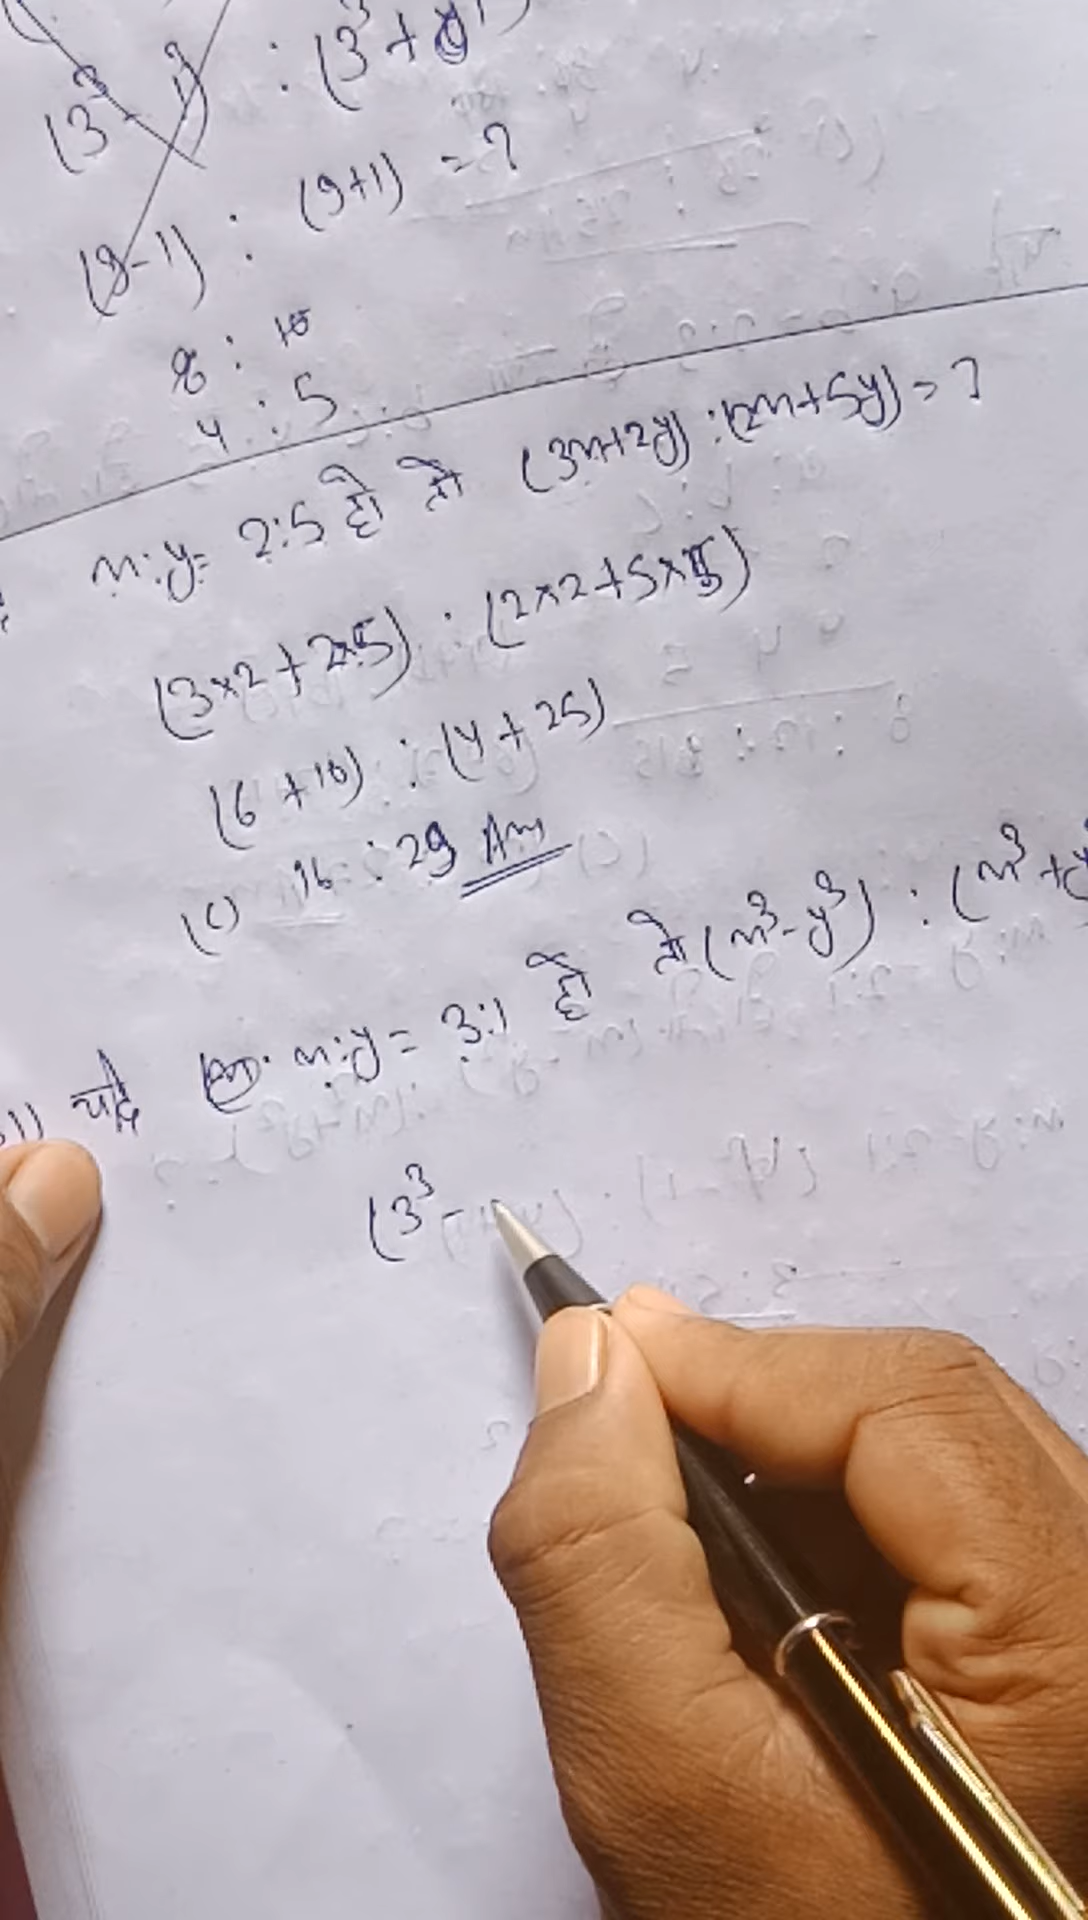 (3³ - 1³) : (3³ +
(9-1) : (9+1) = ?
8 : 10
4 : 5
x:y= 2:5 हो तो (3x+2y) : (2x+5y) = ?
(3×2+2×5) : (2×2+5×5)
(6+10) : (4+25)
(c) 16 : 29 Ans
यदि x:y= 3:1 हो तो (x³-y³) : (x³+y
(3³-